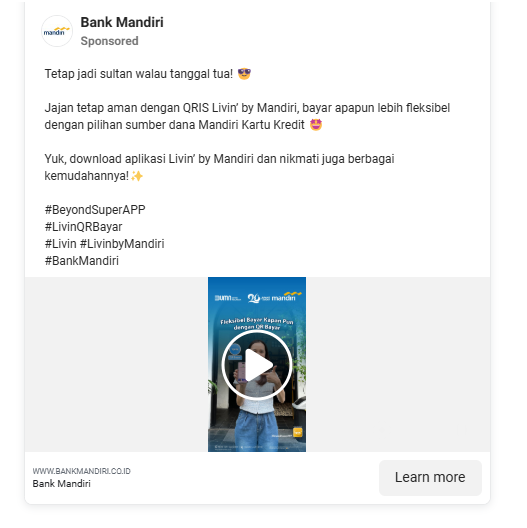 mandiri
Bank Mandiri
Sponsored
Tetap jadi sultan walau tanggal tua! 😎
Jajan tetap aman dengan QRIS Livin' by Mandiri, bayar apapun lebih fleksibel
dengan pilihan sumber dana Mandiri Kartu Kredit 🤩
Yuk, download aplikasi Livin' by Mandiri dan nikmati juga berbagai
kemudahannya!✨
#BeyondSuperAPP
#LivinQRBayar
#Livin #LivinbyMandiri
#BankMandiri
BUMN
mandiri
Fleksibel Bayar Kapan Pun
dengan QR Bayar
WWW.BANKMANDIRI.CO.ID
Bank Mandiri
Learn more